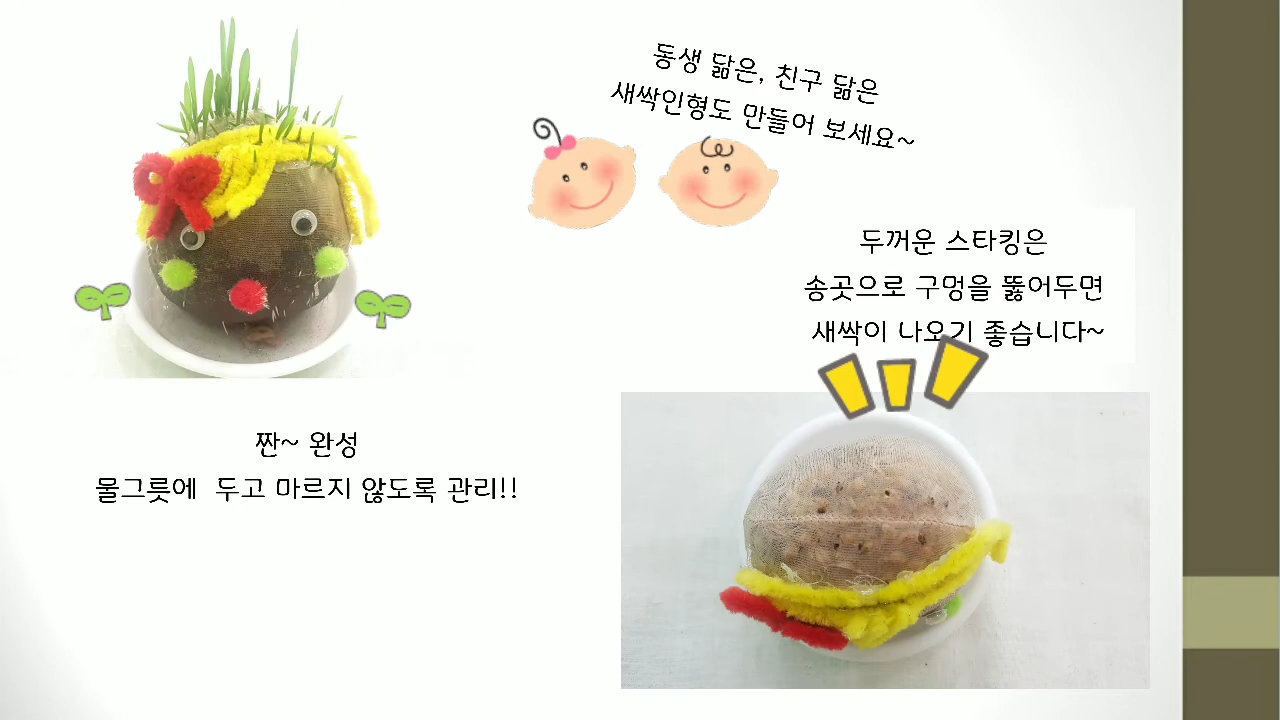 동생 닮은, 친구 닮은
새싹인형도 만들어 보세요~
두꺼운 스타킹은
송곳으로 구멍을 뚫어두면
새싹이 나오기 좋습니다~
짠~ 완성
물그릇에 두고 마르지 않도록 관리!!